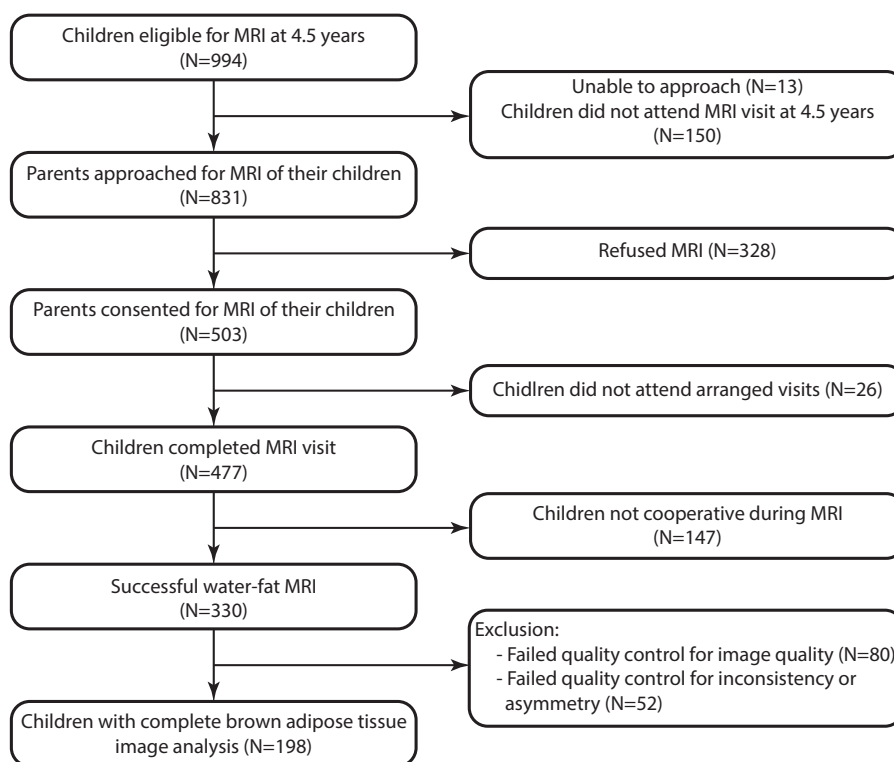 Children eligible for MRI at 4.5 years
(N=994)
Unable to approach (N=13)
Children did not attend MRI visit at 4.5 years
(N=150)
Parents approached for MRI of their children
(N=831)
Refused MRI (N=328)
Parents consented for MRI of their children
(N=503)
Chidlren did not attend arranged visits (N=26)
Children completed MRI visit
(N=477)
Children not cooperative during MRI
(N=147)
Successful water-fat MRI
(N=330)
Exclusion:
- Failed quality control for image quality (N=80)
- Failed quality control for inconsistency or
asymmetry (N=52)
Children with complete brown adipose tissue
image analysis (N=198)